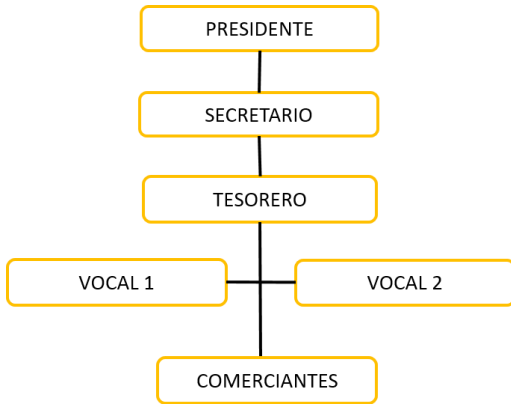 PRESIDENTE
SECRETARIO
TESORERO
VOCAL 1
VOCAL 2
COMERCIANTES